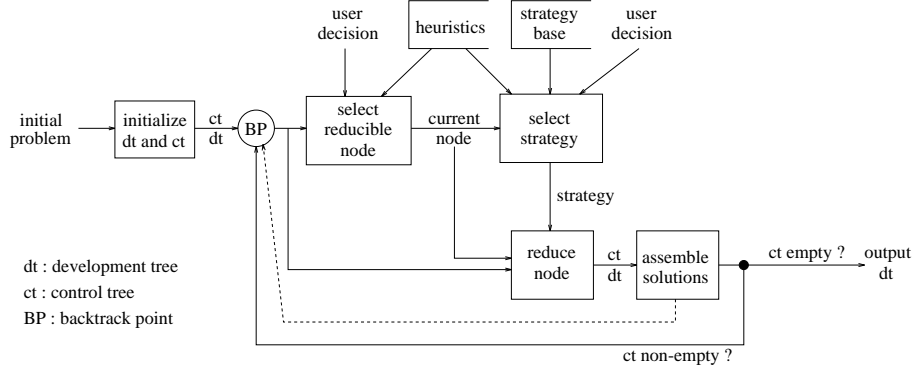 user
decision
heuristics
strategy
base
user
decision
initial
problem
initialize
dt and ct
ct
dt
BP
select
reducible
node
current
node
select
strategy
strategy
reduce
node
ct
dt
assemble
solutions
ct empty ?
output
dt
dt : development tree
ct : control tree
BP : backtrack point
ct non-empty ?